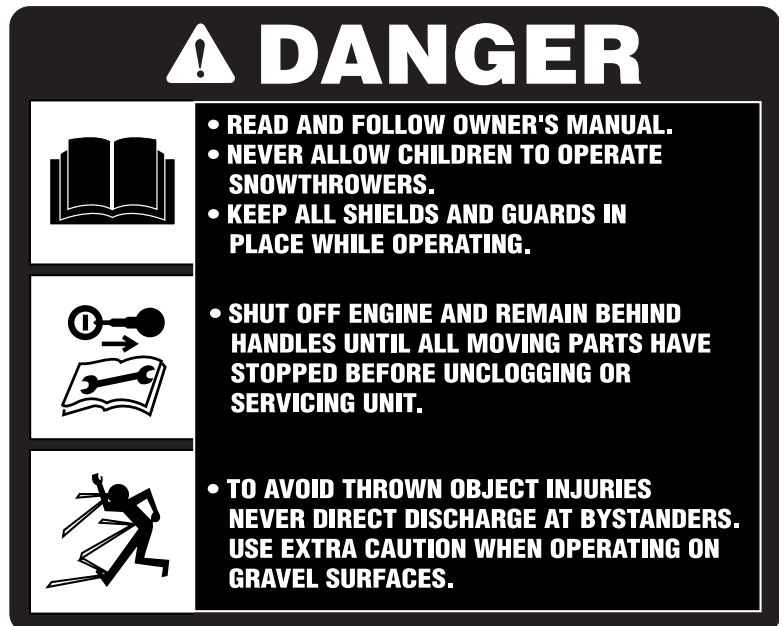 DANGER
• READ AND FOLLOW OWNER'S MANUAL.
• NEVER ALLOW CHILDREN TO OPERATE
SNOWTHROWERS.
• KEEP ALL SHIELDS AND GUARDS IN
PLACE WHILE OPERATING.
• SHUT OFF ENGINE AND REMAIN BEHIND
HANDLES UNTIL ALL MOVING PARTS HAVE
STOPPED BEFORE UNCLOGGING OR
SERVICING UNIT.
• TO AVOID THROWN OBJECT INJURIES
NEVER DIRECT DISCHARGE AT BYSTANDERS.
USE EXTRA CAUTION WHEN OPERATING ON
GRAVEL SURFACES.